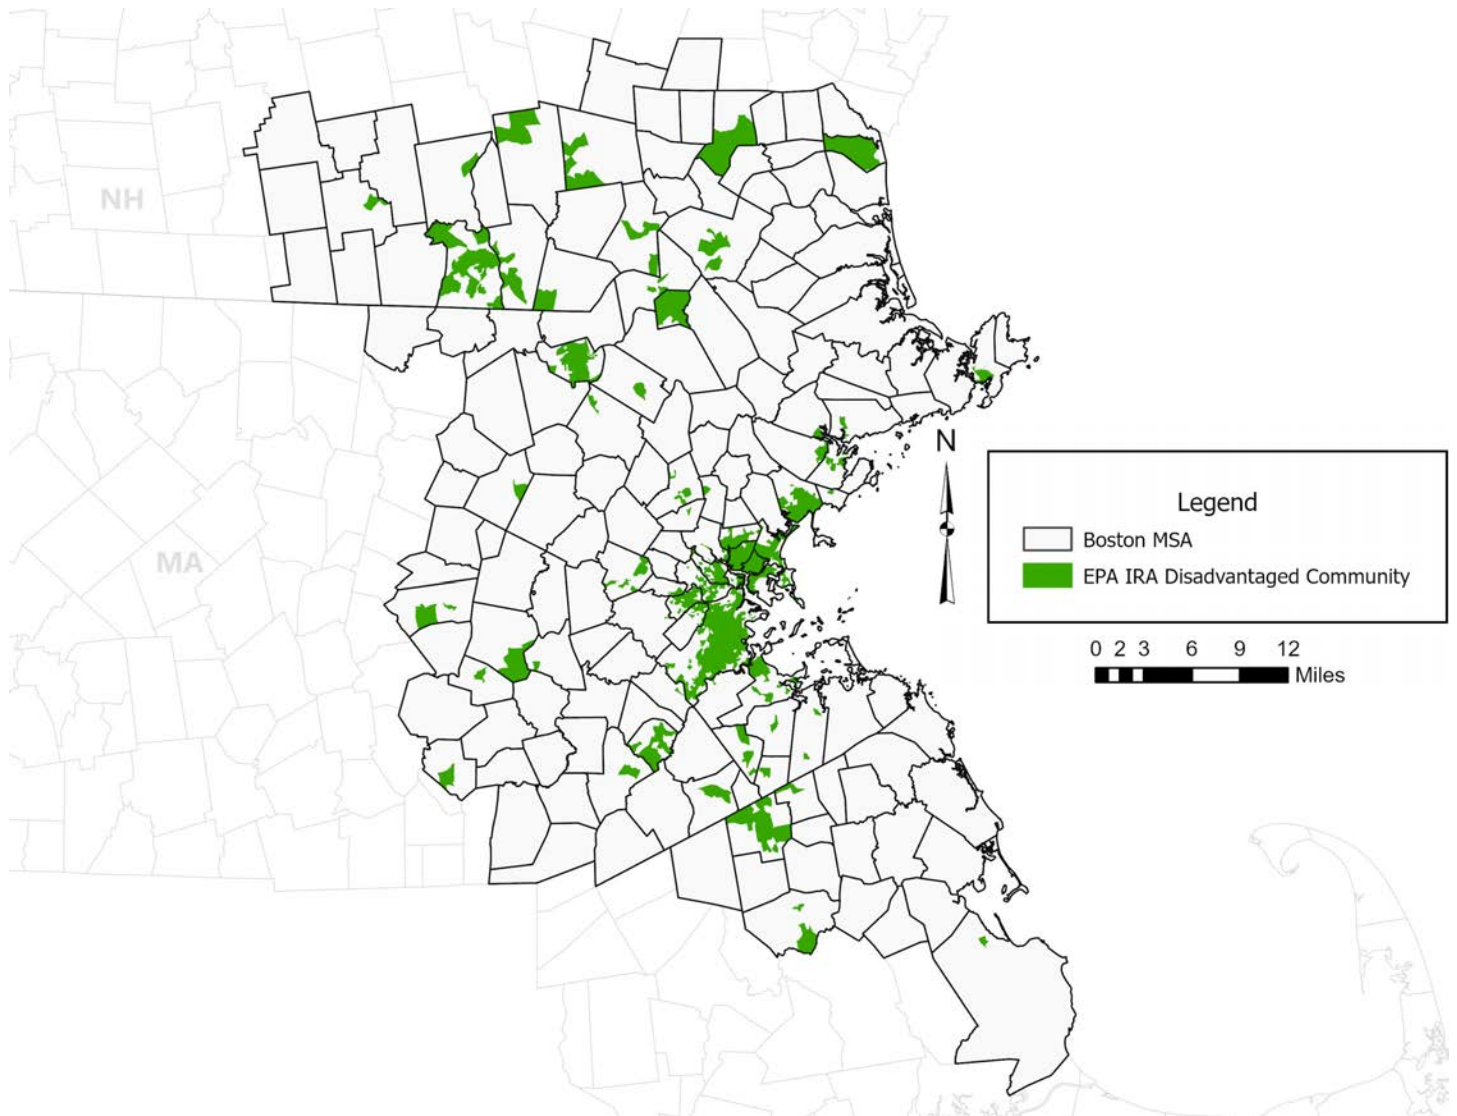 NH
MA
N
Legend
Boston MSA
EPA IRA Disadvantaged Community
0 2 3 6 9 12
Miles